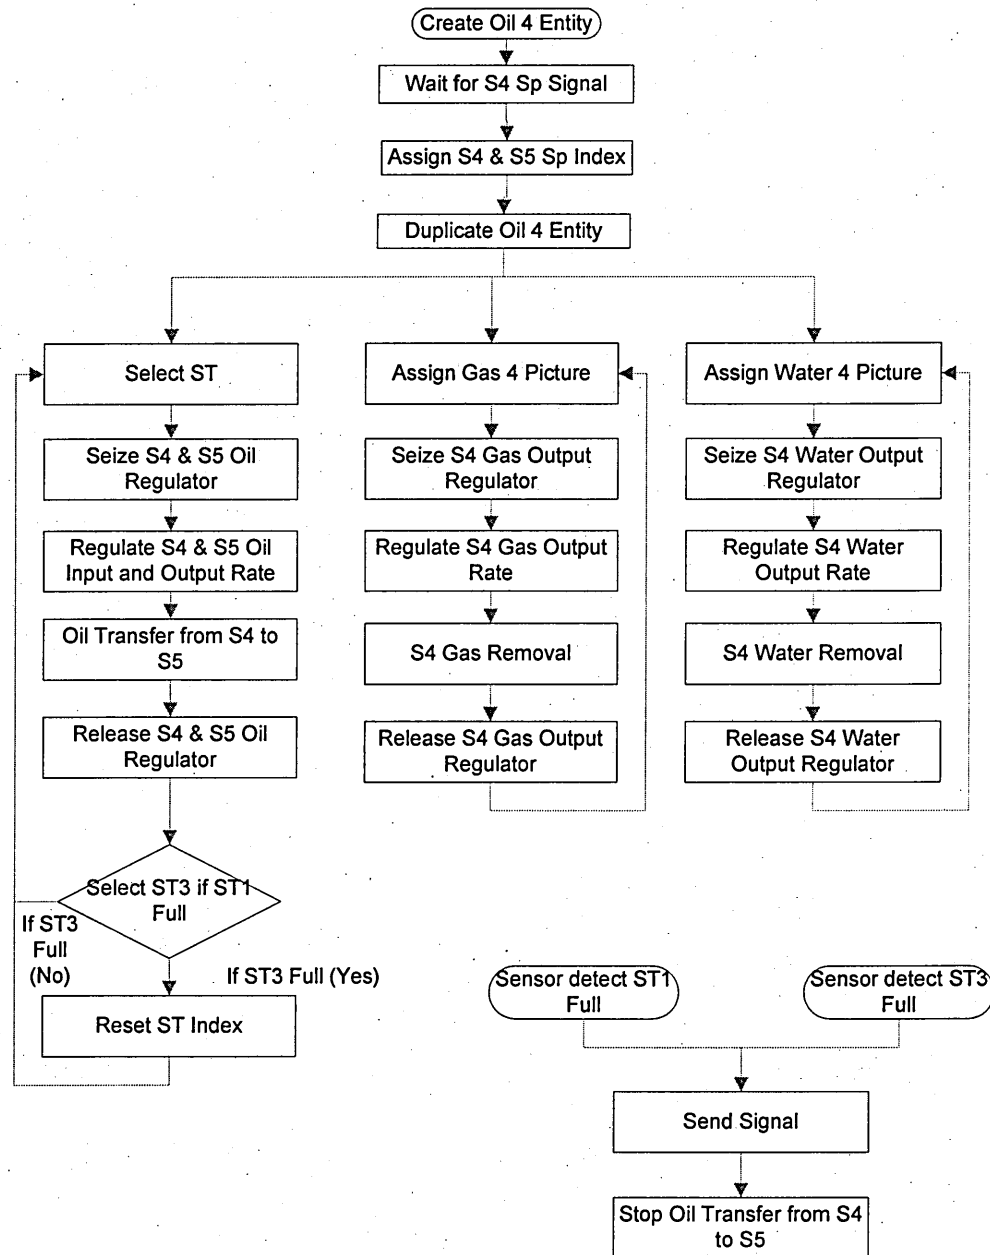 Create Oil 4 Entity
Wait for S4 Sp Signal
Assign S4 & S5 Sp Index
Duplicate Oil 4 Entity
Select ST
Seize S4 & S5 Oil
Regulator
Regulate S4 & S5 Oil
Input and Output Rate
Oil Transfer from S4 to
S5
Release S4 & S5 Oil
Regulator
Select ST3 if ST1
Full
If ST3
Full
(No)
If ST3 Full (Yes)
Reset ST Index
Assign Gas 4 Picture
Seize S4 Gas Output
Regulator
Regulate S4 Gas Output
Rate
S4 Gas Removal
Release S4 Gas Output
Regulator
Assign Water 4 Picture
Seize S4 Water Output
Regulator
Regulate S4 Water
Output Rate
S4 Water Removal
Release S4 Water
Output Regulator
Sensor detect ST1
Full
Sensor detect ST3
Full
Send Signal
Stop Oil Transfer from S4
to S5